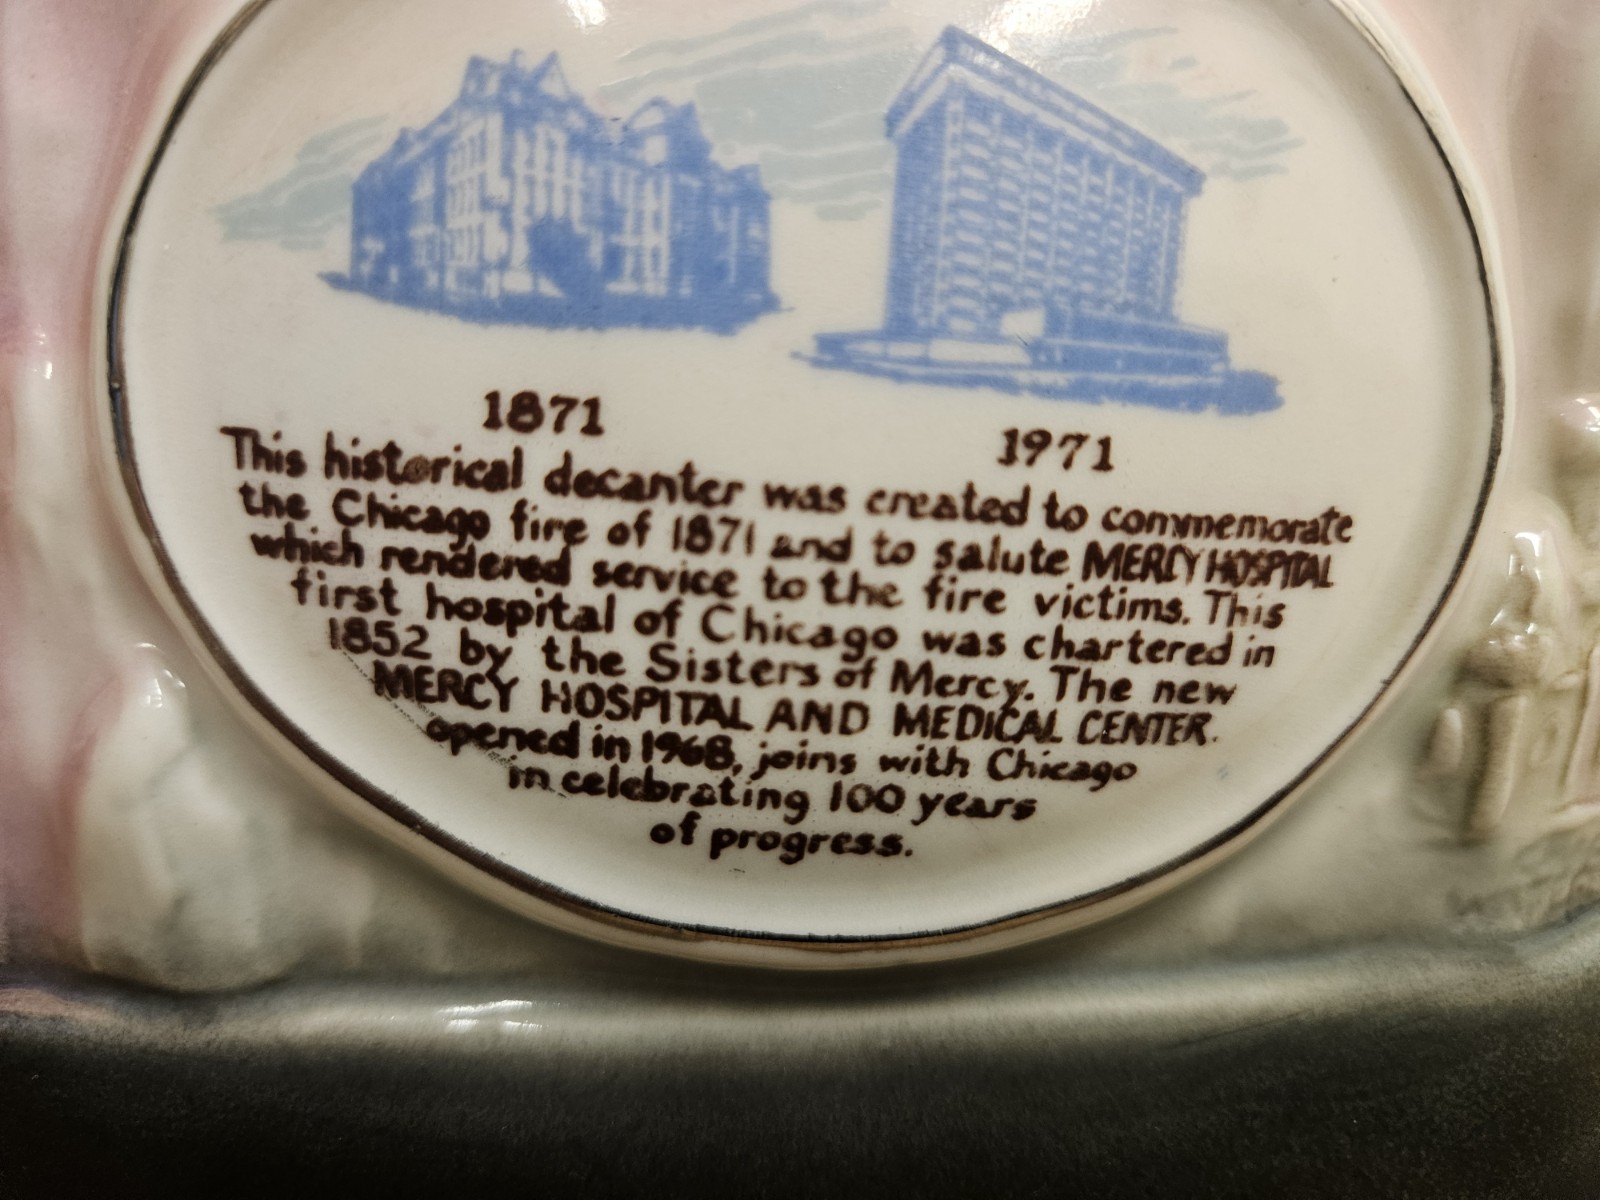 1871
1971
This historical decanter was created to commemorate
the Chicago fire of 1871 and to salute MERCY HOSPITAL
which rendered service to the fire victims. This
first hospital of Chicago was chartered in
1852 by the Sisters of Mercy. The new
MERCY HOSPITAL AND MEDICAL CENTER.
opened in 1968, joins with Chicago
in celebrating 100 years
of progress.